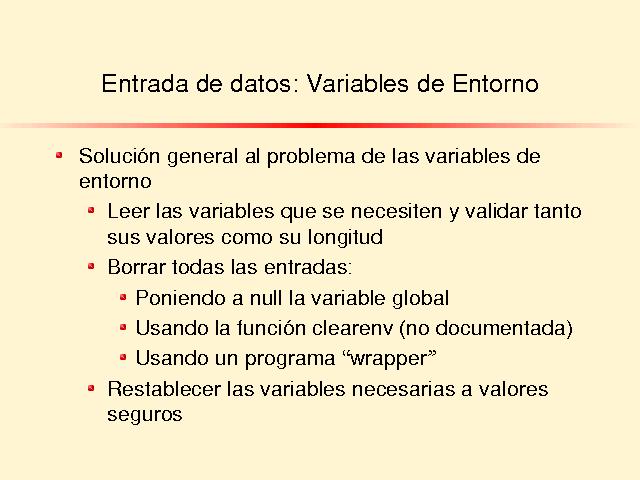 Entrada de datos: Variables de Entorno
Solución general al problema de las variables de
entorno
Leer las variables que se necesiten y validar tanto
sus valores como su longitud
Borrar todas las entradas:
Poniendo a null la variable global
Usando la función clearenv (no documentada)
Usando un programa “wrapper”
Restablecer las variables necesarias a valores
seguros